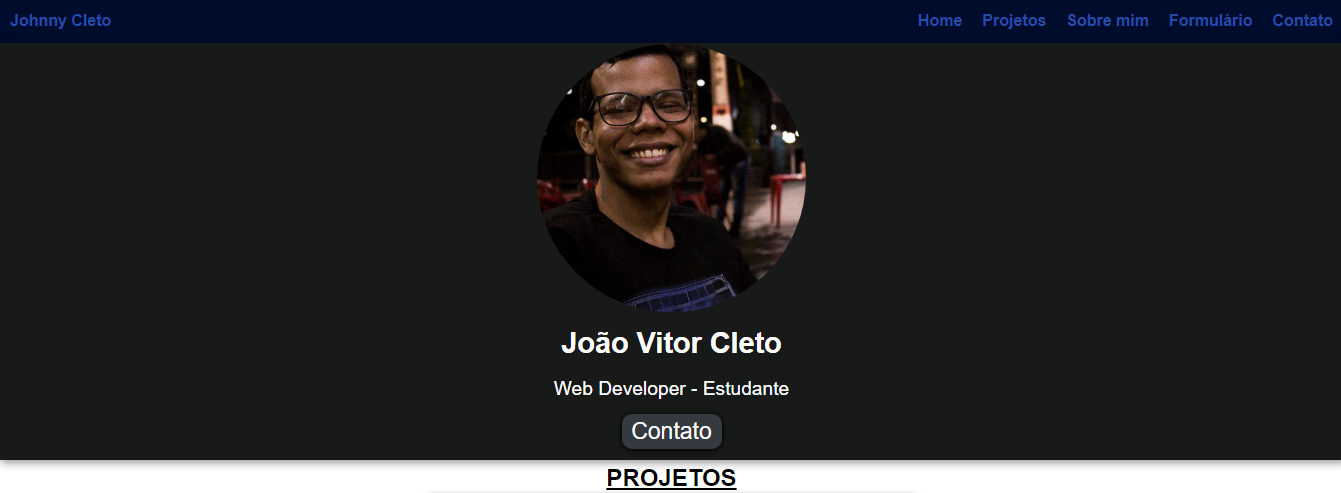 Johnny Cleto
Home Projetos Sobre mim Formulário Contato
João Vitor Cleto
Web Developer - Estudante
Contato
PROJETOS